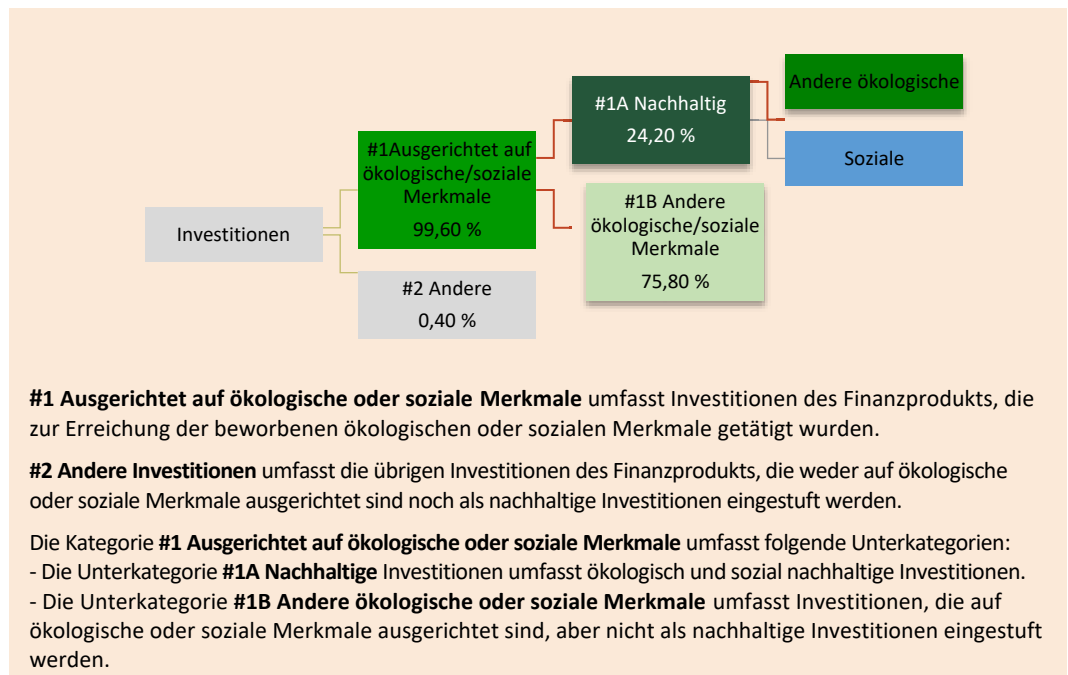 Investitionen
#1Ausgerichtet auf
ökologische/soziale
Merkmale
99,60 %
#2 Andere
0,40 %
#1A Nachhaltig
24,20 %
#1B Andere
ökologische/soziale
Merkmale
75,80 %
Andere ökologische
Soziale
#1 Ausgerichtet auf ökologische oder soziale Merkmale umfasst Investitionen des Finanzprodukts, die
zur Erreichung der beworbenen ökologischen oder sozialen Merkmale getätigt wurden.
#2 Andere Investitionen umfasst die übrigen Investitionen des Finanzprodukts, die weder auf ökologische
oder soziale Merkmale ausgerichtet sind noch als nachhaltige Investitionen eingestuft werden.
Die Kategorie #1 Ausgerichtet auf ökologische oder soziale Merkmale umfasst folgende Unterkategorien:
- Die Unterkategorie #1A Nachhaltige Investitionen umfasst ökologisch und sozial nachhaltige Investitionen.
- Die Unterkategorie #1B Andere ökologische oder soziale Merkmale umfasst Investitionen, die auf
ökologische oder soziale Merkmale ausgerichtet sind, aber nicht als nachhaltige Investitionen eingestuft
werden.